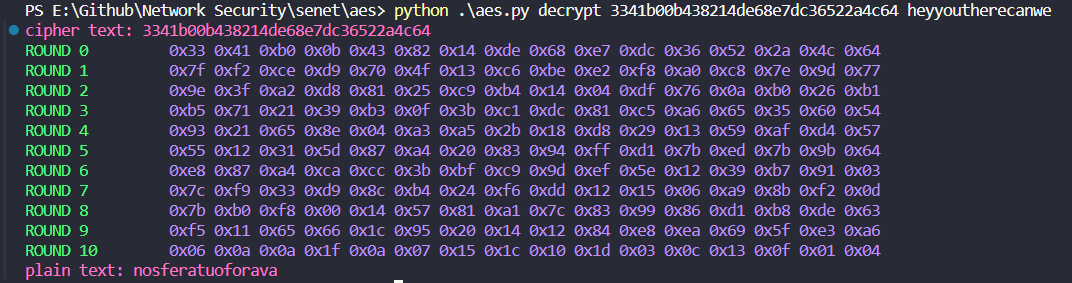 PS E:\Github\Network Security\senet\aes> python .\aes.py decrypt 3341b00b438214de68e7dc36522a4c64 heyyoutherecanwe
cipher text: 3341b00b438214de68e7dc36522a4c64
ROUND 0 0x33 0x41 0xb0 0x0b 0x43 0x82 0x14 0xde 0x68 0xe7 0xdc 0x36 0x52 0x2a 0x4c 0x64
ROUND 1 0x7f 0xf2 0xce 0xd9 0x70 0x4f 0x13 0xc6 0xbe 0xe2 0xf8 0xa0 0xc8 0x7e 0x9d 0x77
ROUND 2 0x9e 0x3f 0xa2 0xd8 0x81 0x25 0xc9 0xb4 0x14 0x04 0xdf 0x76 0x0a 0xb0 0x26 0xb1
ROUND 3 0xb5 0x71 0x21 0x39 0xb3 0x0f 0x3b 0xc1 0xdc 0x81 0xc5 0xa6 0x65 0x35 0x60 0x54
ROUND 4 0x93 0x21 0x65 0x8e 0x04 0xa3 0xa5 0x2b 0x18 0xd8 0x29 0x13 0x59 0xaf 0xd4 0x57
ROUND 5 0x55 0x12 0x31 0x5d 0x87 0xa4 0x20 0x83 0x94 0xff 0xd1 0x7b 0xed 0x7b 0x9b 0x64
ROUND 6 0xe8 0x87 0xa4 0xca 0xcc 0x3b 0xbf 0xc9 0x9d 0xef 0x5e 0x12 0x39 0xb7 0x91 0x03
ROUND 7 0x7c 0xf9 0x33 0xd9 0x8c 0xb4 0x24 0xf6 0xdd 0x12 0x15 0x06 0xa9 0x8b 0xf2 0x0d
ROUND 8 0x7b 0xb0 0xf8 0x00 0x14 0x57 0x81 0xa1 0x7c 0x83 0x99 0x86 0xd1 0xb8 0xde 0x63
ROUND 9 0xf5 0x11 0x65 0x66 0x1c 0x95 0x20 0x14 0x12 0x84 0xe8 0xea 0x69 0x5f 0xe3 0xa6
ROUND 10 0x06 0x0a 0x0a 0x1f 0x0a 0x07 0x15 0x1c 0x10 0x1d 0x03 0x0c 0x13 0x0f 0x01 0x04
plain text: nosferatuoforava